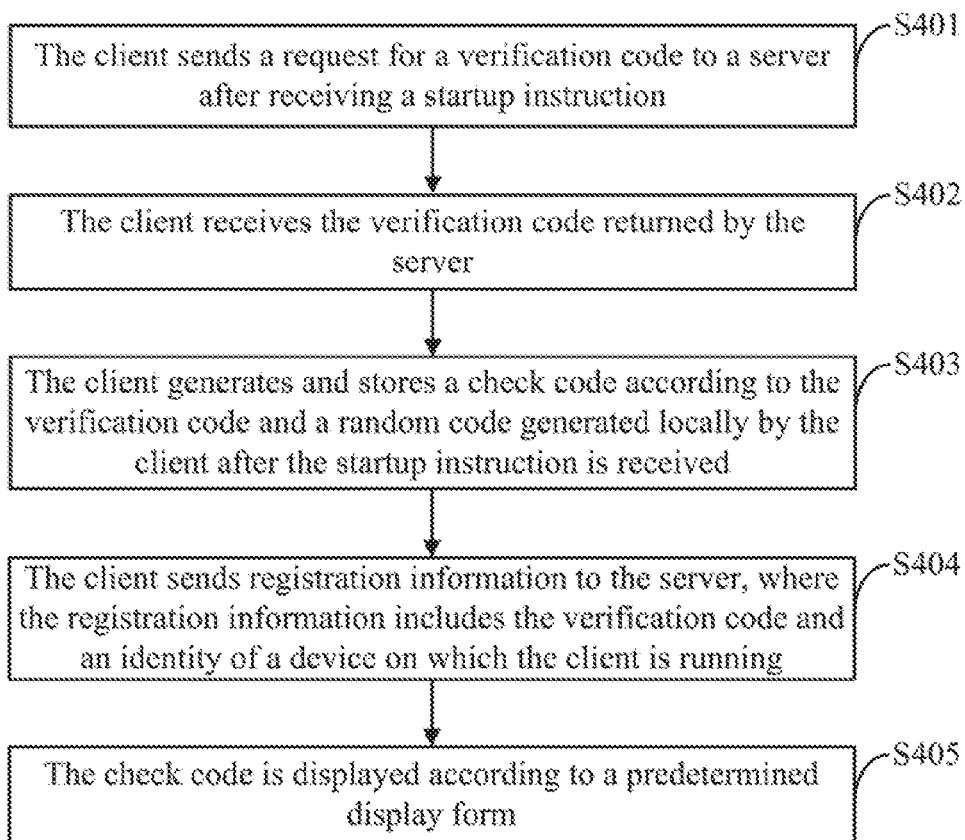 S401
The client sends a request for a verification code to a server
after receiving a startup instruction
S402
The client receives the verification code returned by the
server
S403
The client generates and stores a check code according to the
verification code and a random code generated locally by the
client after the startup instruction is received
S404
The client sends registration information to the server, where
the registration information includes the verification code and
an identity of a device on which the client is running
S405
The check code is displayed according to a predetermined
display form